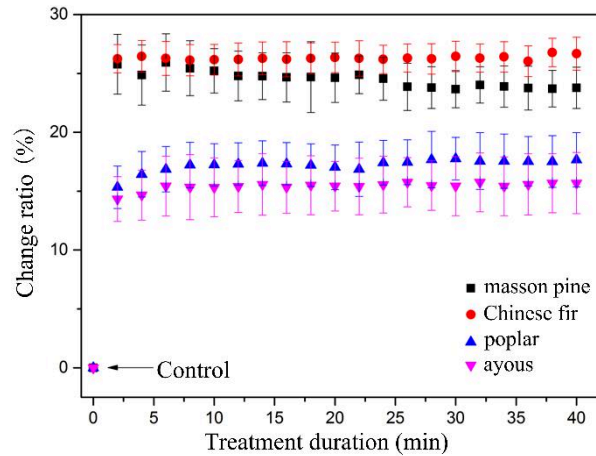 30
20
10
0
Change ratio (%)
masson pine
Chinese fir
poplar
ayous
Control
0 5 10 15 20 25 30 35 40
Treatment duration (min)